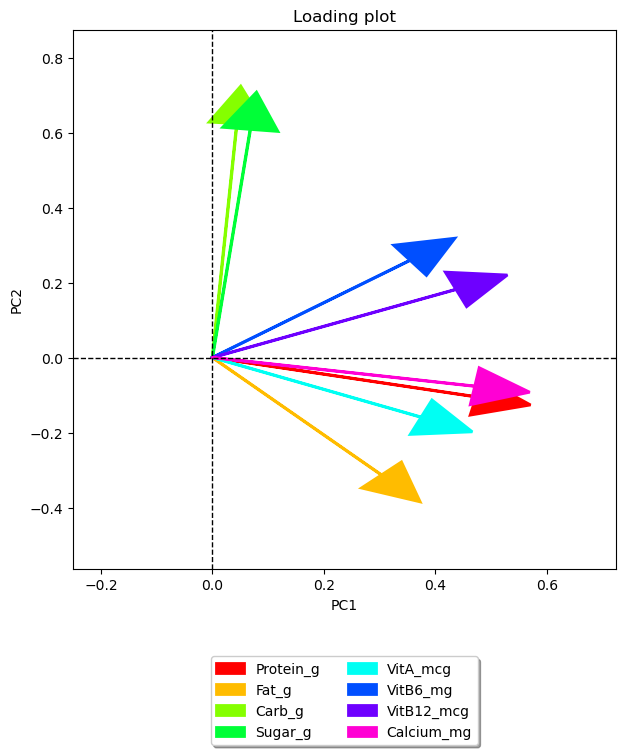 Loading plot
0.8
0.6
0.4
0.2
0.0
−0.2
−0.4
PC2
−0.2 0.0 0.2 0.4 0.6
PC1
Protein_g VitA_mcg
Fat_g VitB6_mg
Carb_g VitB12_mcg
Sugar_g Calcium_mg